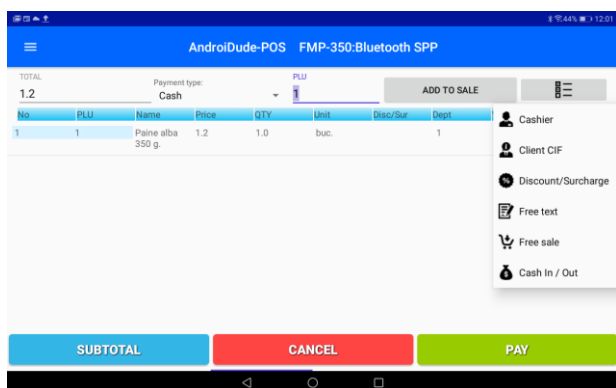 44% 12:01
AndroiDude-POS FMP-350:Bluetooth SPP
TOTAL
Payment type:
PLU
1.2
Cash
1
ADD TO SALE
No PLU Name Price QTY Unit Disc/Sur Dept
1 1 Paine alba 1.2 1.0 buc. 1
350 g.
Cashier
Client CIF
Discount/Surcharge
Free text
Free sale
Cash In / Out
SUBTOTAL
CANCEL
PAY